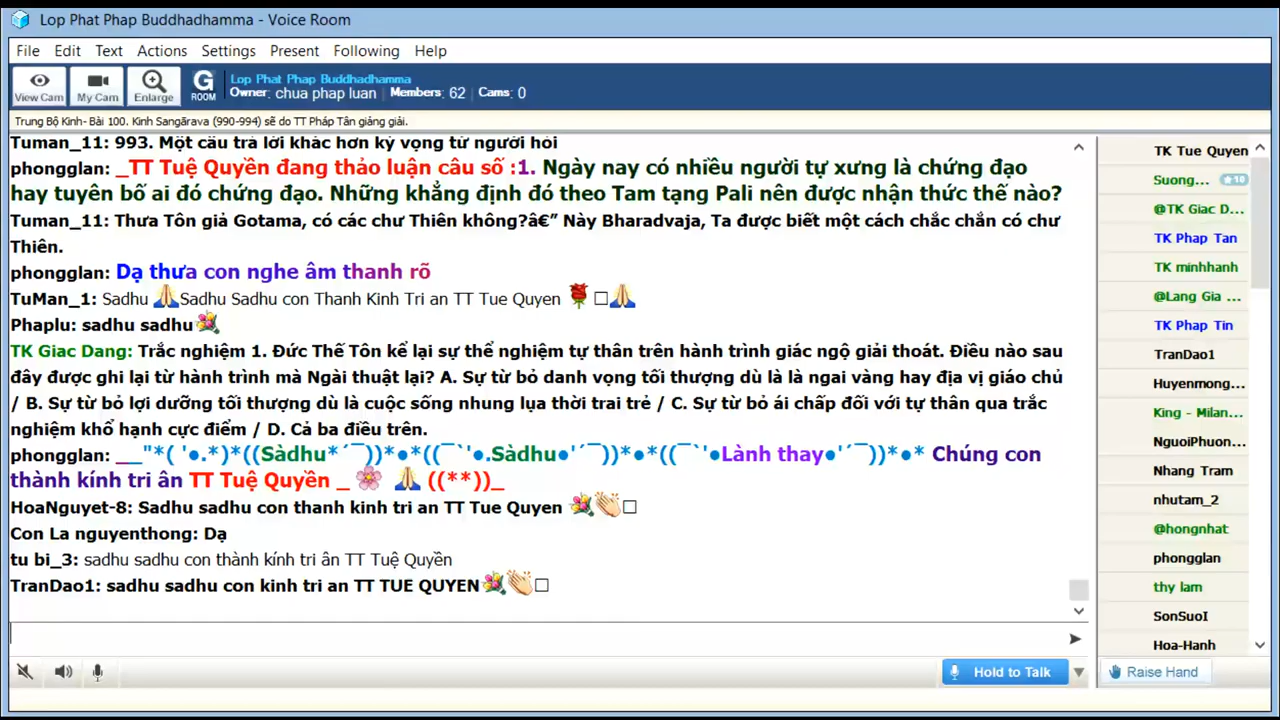 Lop Phat Phap Buddhadhamma - Voice Room
File Edit Text Actions Settings Present Following Help
View Cam My Cam Enlarge G ROOM
Lop Phat Phap Buddhadhamma
Owner: chua phap luan Members: 62 Cams: 0
Trung Bộ Kinh- Bài 100. Kinh Sangãrava (990-994) sẽ do TT Pháp Tân giảng giải.
Tuman_11: 993. Một câu trả lời khác hơn kỳ vọng từ người hỏi
phongglan: _TT Tuệ Quyền đang thảo luận câu số :1. Ngày nay có nhiều người tự xưng là chứng đạo
hay tuyên bố ai đó chứng đạo. Những khẳng định đó theo Tam tạng Pali nên được nhận thức thế nào?
Tuman_11: Thưa Tôn giả Gotama, có các chư Thiên không?â€” Này Bharadvaja, Ta được biết một cách chắc chắn có chư
Thiên.
phongglan: Dạ thưa con nghe âm thanh rõ
TuMan_1: Sadhu 🙏Sadhu Sadhu con Thanh Kinh Tri an TT Tue Quyen 🌹 □🙏
Phaplu: sadhu sadhu💐
TK Giac Dang: Trắc nghiệm 1. Đức Thế Tôn kể lại sự thể nghiệm tự thân trên hành trình giác ngộ giải thoát. Điều nào sau
đây được ghi lại từ hành trình mà Ngài thuật lại? A. Sự từ bỏ danh vọng tối thượng dù là là ngai vàng hay địa vị giáo chủ
/ B. Sự từ bỏ lợi dưỡng tối thượng dù là cuộc sống nhung lụa thời trai trẻ / C. Sự từ bỏ ái chấp đối với tự thân qua trắc
nghiệm khổ hạnh cực điểm / D. Cả ba điều trên.
phongglan: __"*( '●.*)*((Sàdhu*´¯))*●*((¯`'●.Sàdhu●'´¯))*●*((¯`'●Lành thay●'´¯))*●* Chúng con
thành kính tri ân TT Tuệ Quyền _ 🌸 🙏 ((**))_
HoaNguyet-8: Sadhu sadhu con thanh kinh tri an TT Tue Quyen 💐👏□
Con La nguyenthong: Dạ
tu bi_3: sadhu sadhu con thành kính tri ân TT Tuệ Quyền
TranDao1: sadhu sadhu con kinh tri an TT TUE QUYEN💐👏□
Hold to Talk
TK Tue Quyen
Suong... ★10
@TK Giac D...
TK Phap Tan
TK minhhanh
@Lang Gia ...
TK Phap Tin
TranDao1
Huyenmong...
King - Milan...
NguoiPhuon...
Nhang Tram
nhutam_2
@hongnhat
phongglan
thy lam
SonSuoI
Hoa-Hanh
Raise Hand